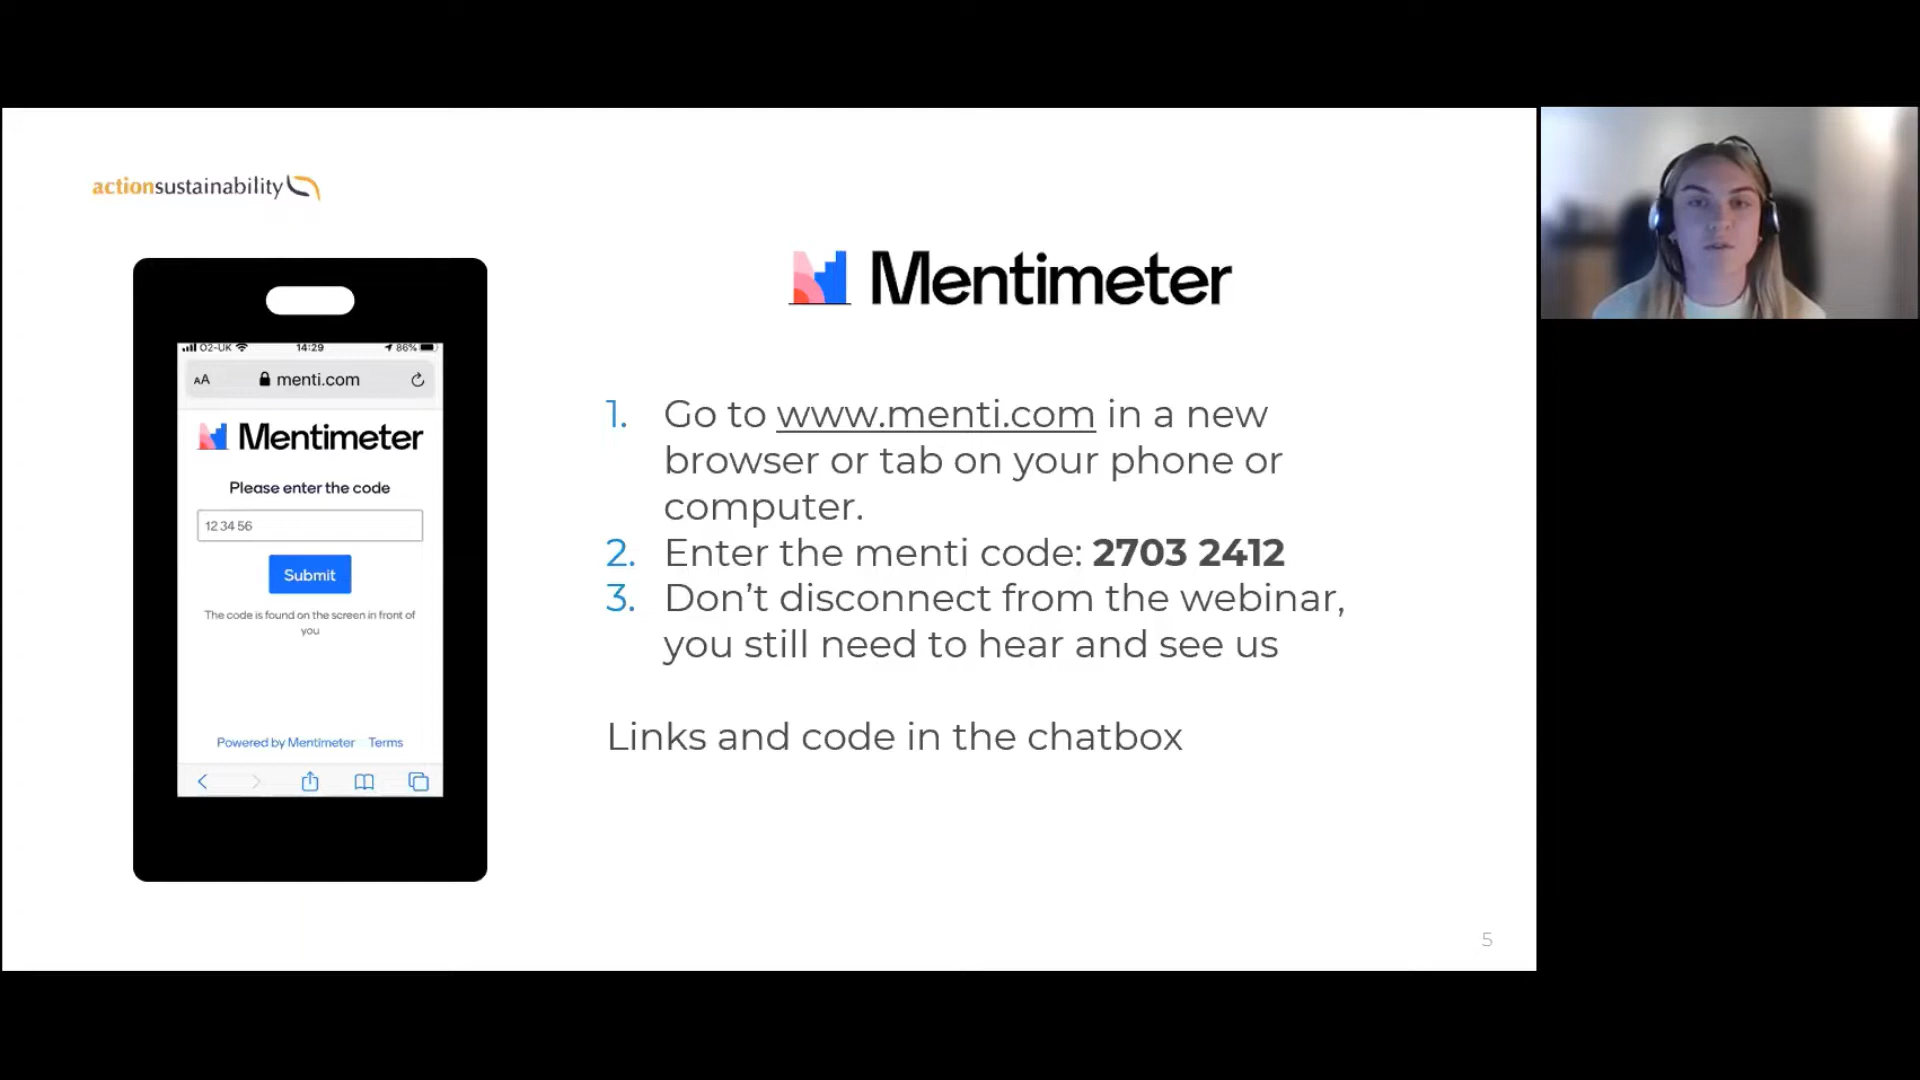 actionsustainability
Mentimeter
O2-UK 14:29 86%
AA menti.com
Mentimeter
Please enter the code
12 34 56
Submit
The code is found on the screen in front of
you
Powered by Mentimeter Terms
1. Go to www.menti.com in a new
browser or tab on your phone or
computer.
2. Enter the menti code: 2703 2412
3. Don’t disconnect from the webinar,
you still need to hear and see us
Links and code in the chatbox
5